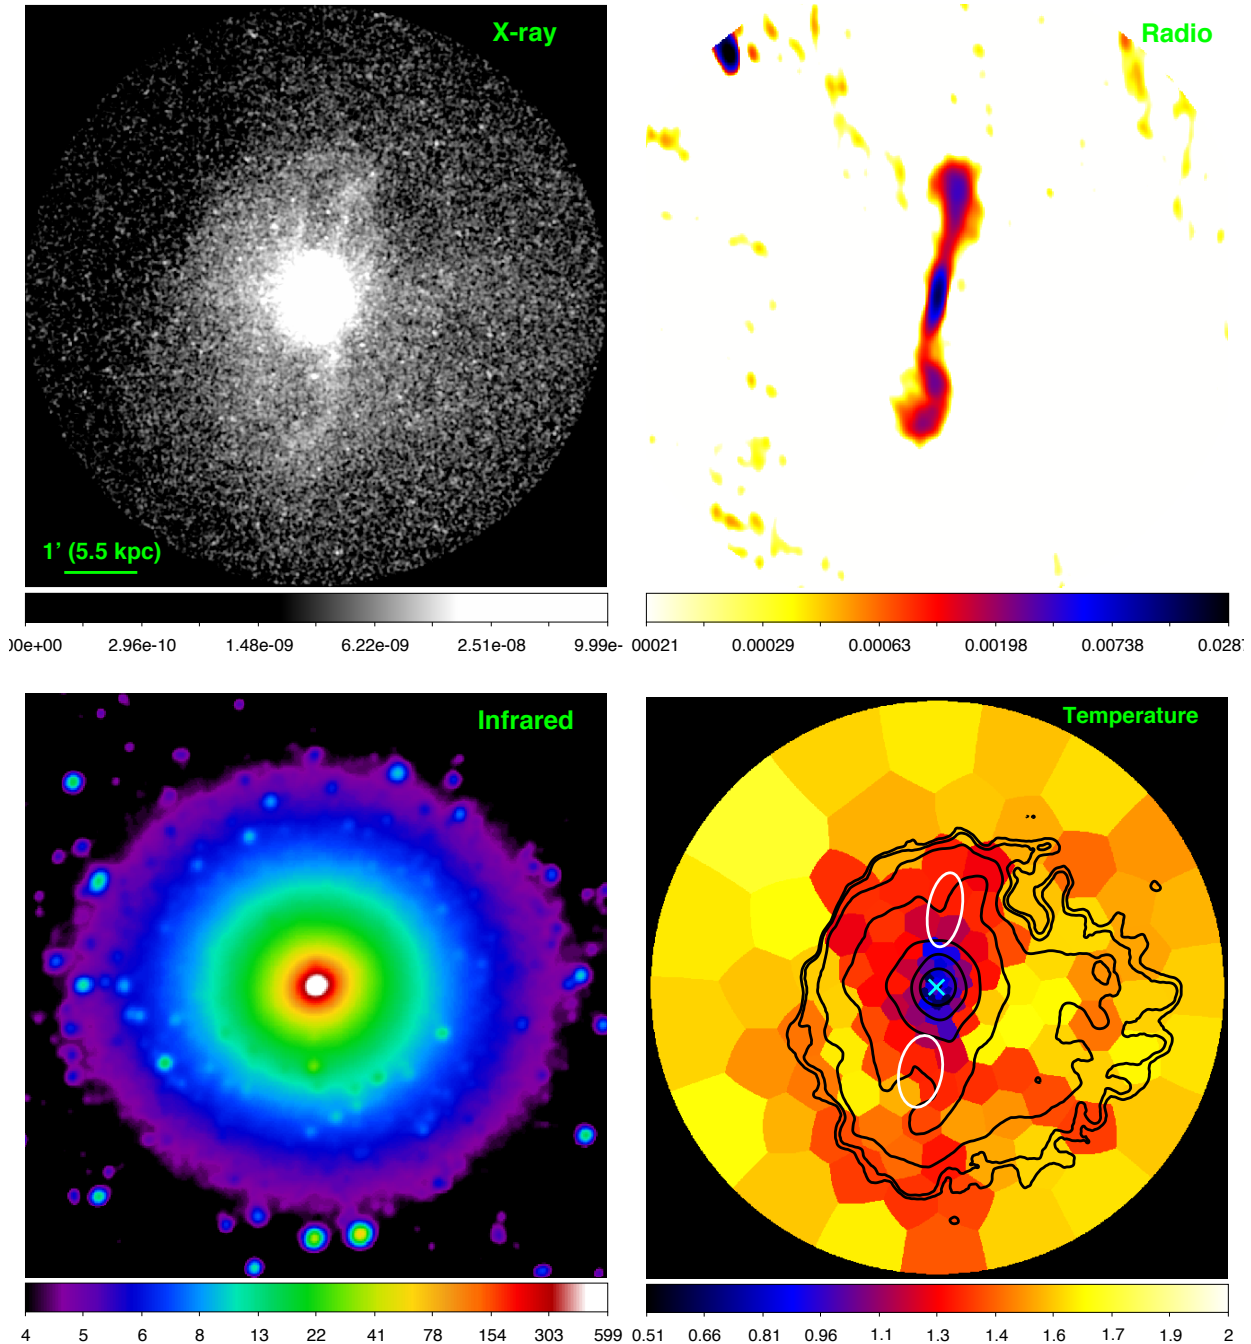 X-ray
Radio
1' (5.5 kpc)
00e+00 2.96e-10 1.48e-09 6.22e-09 2.51e-08 9.99e-
00021 0.00029 0.00063 0.00198 0.00738 0.0287
Infrared
Temperature
4 5 6 8 13 22 41 78 154 303 599
0.51 0.66 0.81 0.96 1.1 1.3 1.4 1.6 1.7 1.8 2